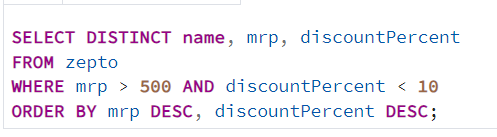 SELECT DISTINCT name, mrp, discountPercent
FROM zepto
WHERE mrp > 500 AND discountPercent < 10
ORDER BY mrp DESC, discountPercent DESC;